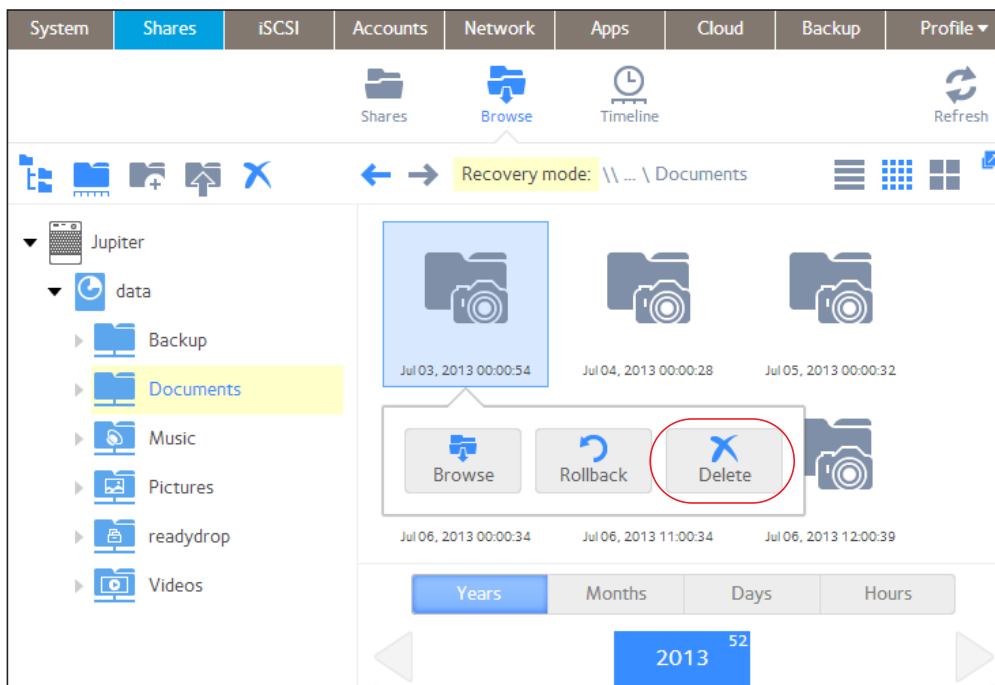 System Shares iSCSI Accounts Network Apps Cloud Backup Profile
Shares Browse Timeline Refresh
Recovery mode: \\ ... \ Documents
Jupiter
data
Backup
Documents
Music
Pictures
readydrop
Videos
Jul 03, 2013 00:00:54 Jul 04, 2013 00:00:28 Jul 05, 2013 00:00:32
Browse Rollback Delete
Jul 06, 2013 00:00:34 Jul 06, 2013 11:00:34 Jul 06, 2013 12:00:39
Years Months Days Hours
2013 52